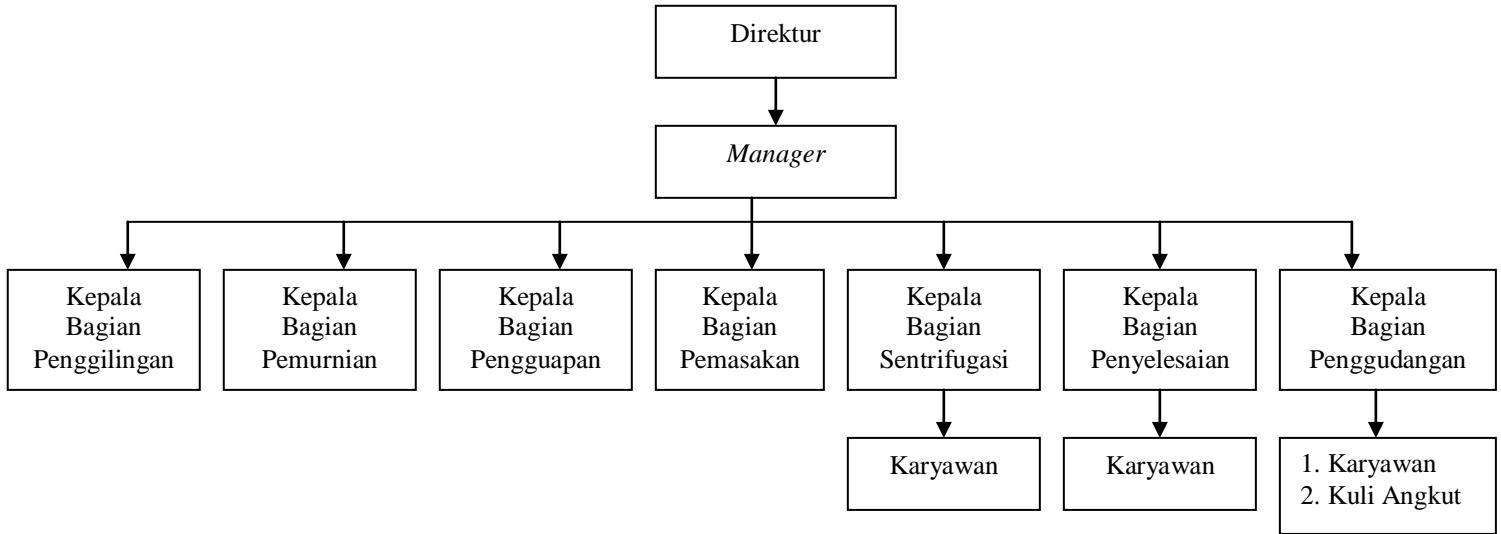 Direktur
Manager
Kepala
Bagian
Penggilingan
Kepala
Bagian
Pemurnian
Kepala
Bagian
Pengguapan
Kepala
Bagian
Pemasakan
Kepala
Bagian
Sentrifugasi
Kepala
Bagian
Penyelesaian
Kepala
Bagian
Penggudangan
Karyawan
Karyawan
1. Karyawan
2. Kuli Angkut